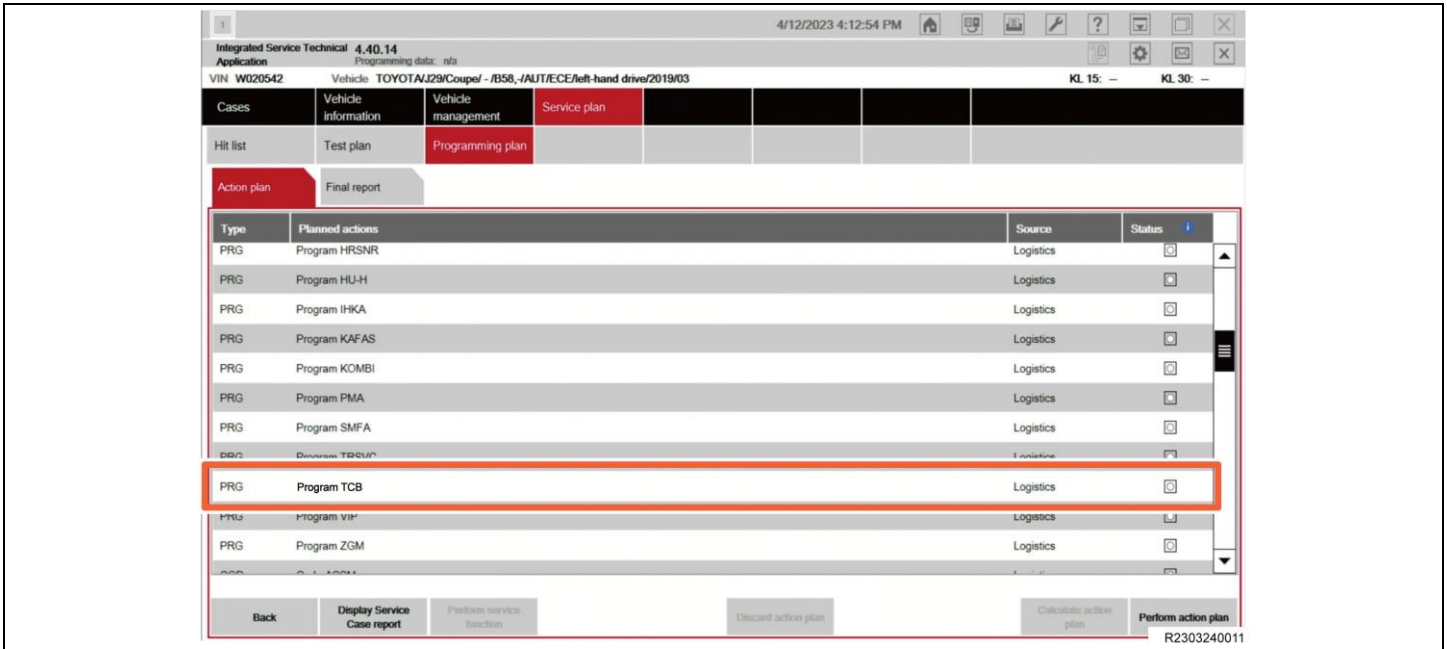 1
4/12/2023 4:12:54 PM
?
Integrated Service Technical 4.40.14
Application Programming data: n/a
VIN W020542 Vehicle TOYOTA/J29/Coupe/ - /B58,-/AUT/ECE/left-hand drive/2019/03 KL 15: – KL 30: –
Cases Vehicle information Vehicle management Service plan
Hit list Test plan Programming plan
Action plan Final report
Type Planned actions Source Status i
PRG Program HRSNR Logistics
PRG Program HU-H Logistics
PRG Program IHKA Logistics
PRG Program KAFAS Logistics
PRG Program KOMBI Logistics
PRG Program PMA Logistics
PRG Program SMFA Logistics
PRG Program TRSVC Logistics
PRG Program TCB Logistics
PRG Program VIP Logistics
PRG Program ZGM Logistics
Back Display Service Case report Perform service function Discard action plan Calculate action plan Perform action plan
R2303240011